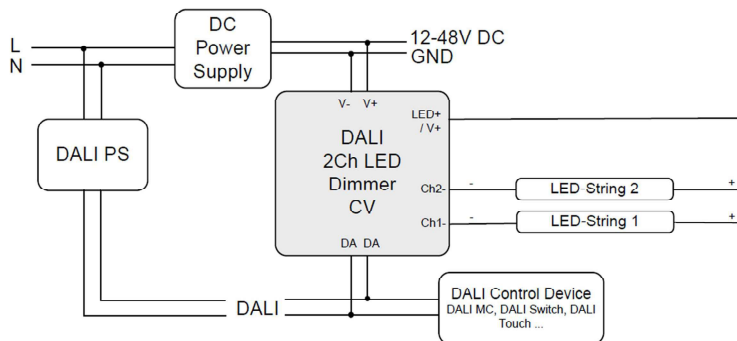 DC
Power
Supply
L
N
12-48V DC
GND
V- V+
LED+
/ V+
DALI
2Ch LED
Dimmer
CV
DALI PS
Ch2-
-
LED-String 2
+
Ch1-
-
LED-String 1
+
DA DA
DALI
DALI Control Device
DALI MC, DALI Switch, DALI
Touch ...